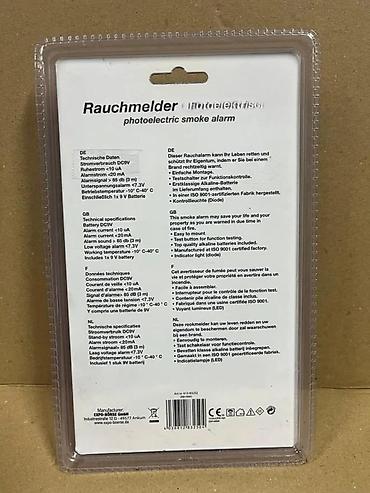 Rauchmelder photoelektrisch
photoelectric smoke alarm
DE
Technische Daten
Stromverbrauch DC9V
Ruhestrom <10 uA
Alarmstrom <20 mA
Alarmsignal > 85 dB (3 m)
Unterspannungsalarm <7.3V
Betriebstemperatur -10° C-40° C
Einschließlich 1x 9 V Batterie
DE
Dieser Rauchalarm kann Ihr Leben retten und
schützt Ihr Eigentum, indem er Sie bei einem
Brand rechtzeitig warnt.
- Einfache Montage.
- Testschalter zur Funktionskontrolle.
- Erstklassige Alkaline-Batterie
im Lieferumfang enthalten.
- In einer ISO 9001-zertifizierten Fabrik hergestellt.
- Kontrollleuchte (Diode)
GB
Technical specifications
Battery DC9V
Alarm current <10 uA
Alarm current <20mA
Alarm sound > 85 dB (3 m)
Low voltage alarm <7.3V
Working temperature -10° C-40° C
Includes 1x 9 V battery
GB
This smoke alarm may save your life and your
property as you are warned in due time in
case of fire.
- Easy to mount
- Test button for function testing.
- Top quality alkaline batteries included.
- Manufactured at ISO 9001 certified factory.
- Indicator light (diode)
F
Données techniques
Consommation DC9V
Courant de veille <10 uA
Courant d'alarme <20 mA
Signal d'alarme > 85 dB (3 m)
Alarme de basse tension <7.3V
Température de régime -10° C-40° C
Y compris une batterie de 9V
F
Cet avertisseur de fumée peut vous sauver la
vie et protéger votre propriété en avertie dans
incendie.
- Facile à assembler.
- Interrupteur pour le contrôle de la fonction test.
- Contenir pile alcaline de classe inclus.
- Fabriqué dans une usine certifiée ISO 9001.
- Voyant lumineux (LED)
NL
Technische specificaties
Stromverbruik DC9V
Stand-by stroom <10 uA
Alarm stroom <20mA
Alarmsignaal> 85 dB (3 m)
Laag voltage alarm <7.3V
Bedrijfstemperatuur -10° C-40° C
Inclusief 1 stuk 9V batterij
NL
Deze rookmelder kan uw leven redden en uw
eigendom te beschermen door zal waarschuwen
bij een brand.
- Eenvoudig te monteren.
- Test schakelaar voor functiecontrole.
- Bevatten klasse alkaline batterij inbegrepen.
- Gemaakt in een ISO 9001 gecertificeerde fabriek.
- Indicatielampje (LED)
Manufacturer:
EXPO-BÖRSE GmbH
Industriestraße 12 D-49577 Ankum
www.expo-boerse.de
CE